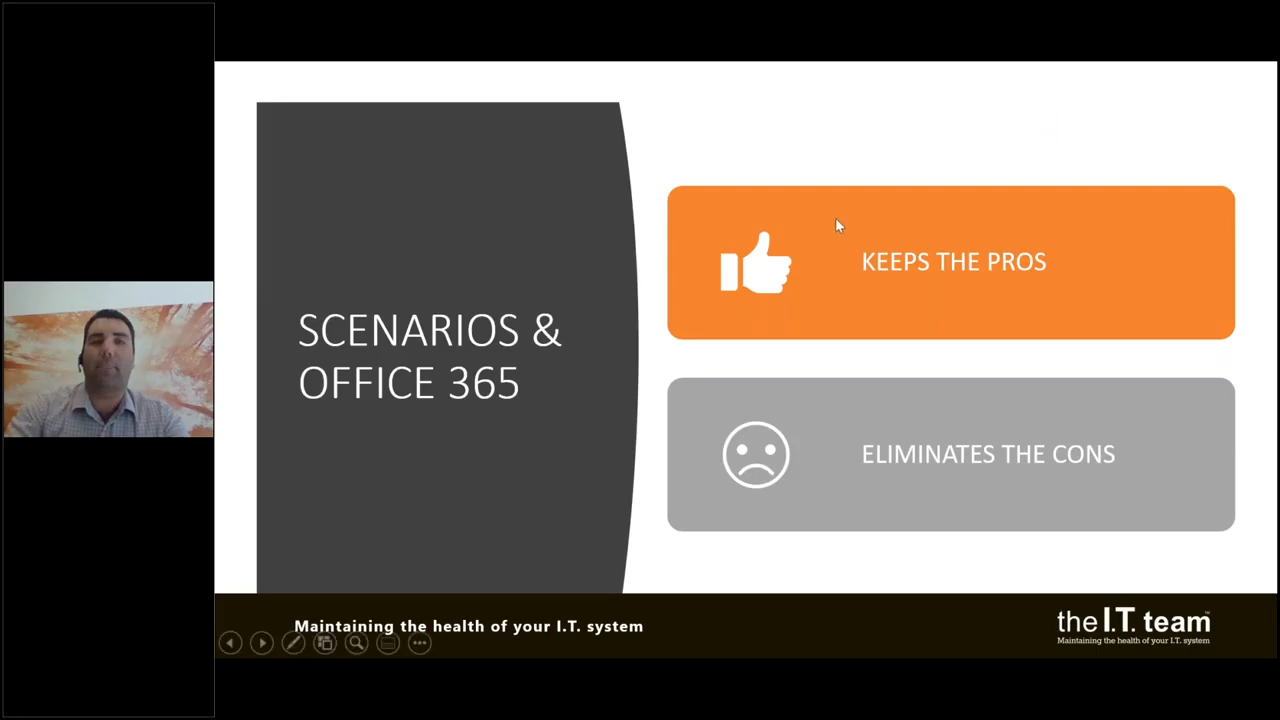 SCENARIOS &
OFFICE 365
KEEPS THE PROS
ELIMINATES THE CONS
Maintaining the health of your I.T. system
the I.T. team™
Maintaining the health of your I.T. system